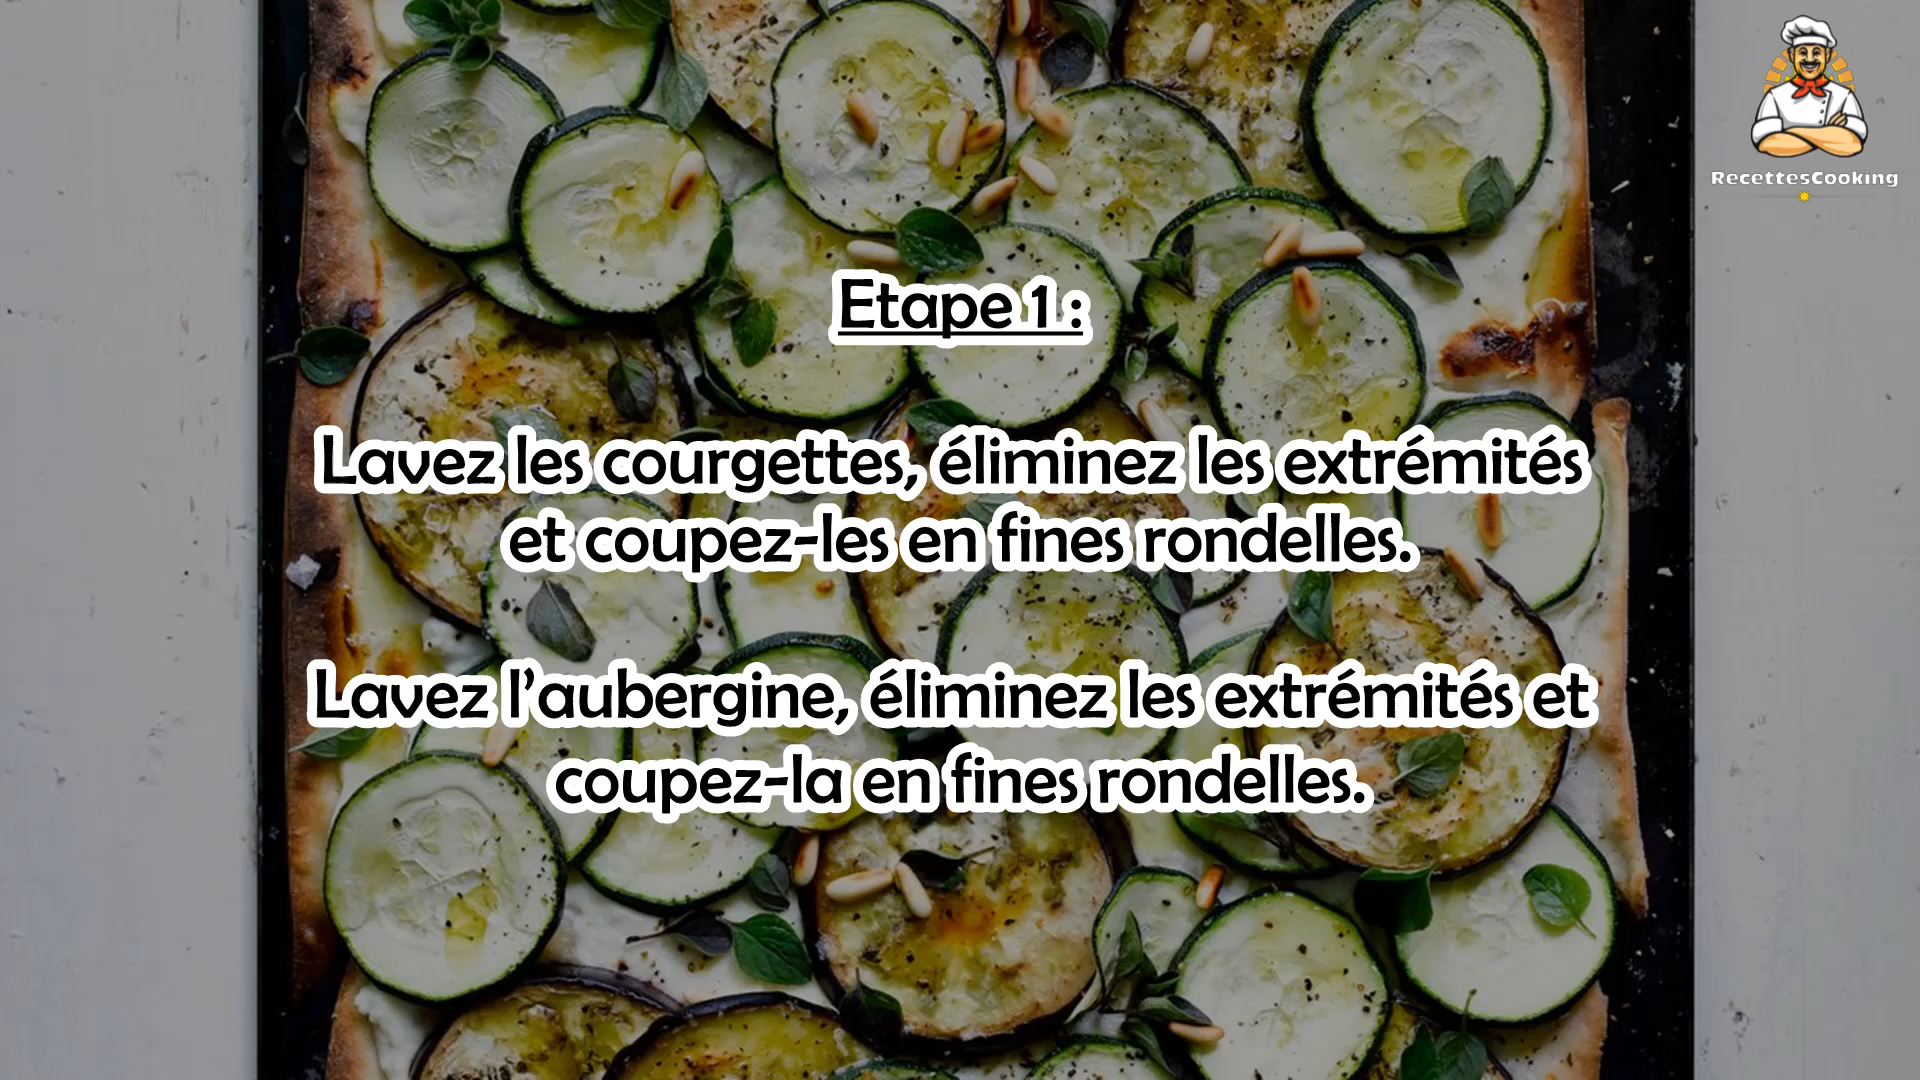 RecettesCooking
Etape 1 :
Lavez les courgettes, éliminez les extrémités
et coupez-les en fines rondelles.
Lavez l’aubergine, éliminez les extrémités et
coupez-la en fines rondelles.